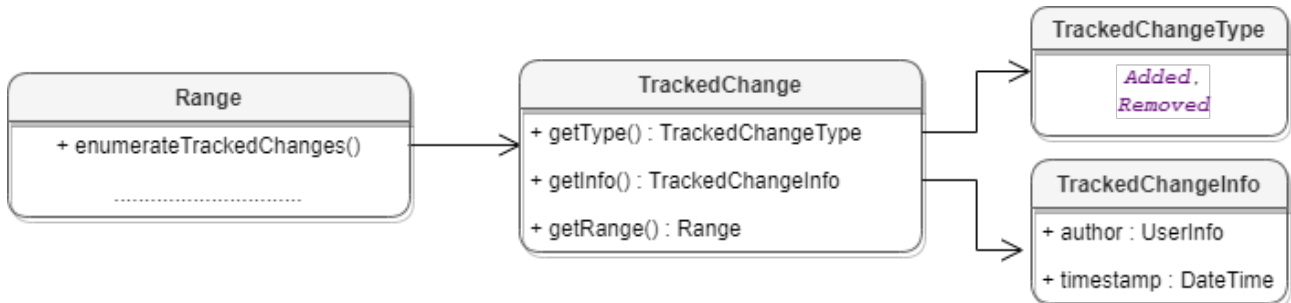 Range
+ enumerateTrackedChanges()
...............................
TrackedChange
+ getType() : TrackedChangeType
+ getInfo() : TrackedChangeInfo
+ getRange() : Range
TrackedChangeType
Added,
Removed
TrackedChangeInfo
+ author : UserInfo
+ timestamp : DateTime